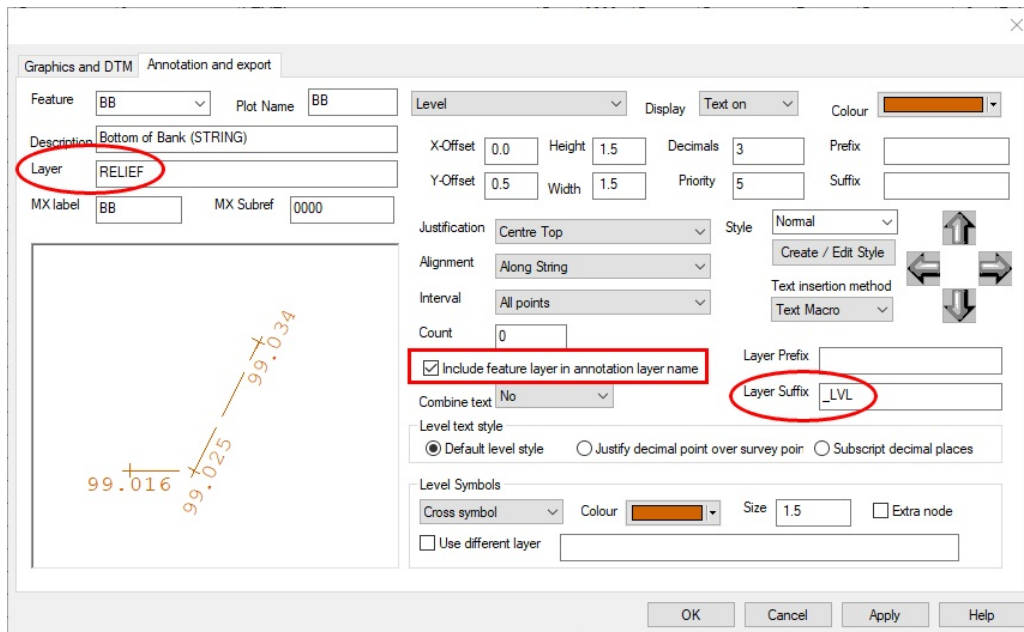 Graphics and DTM Annotation and export
Feature BB Plot Name BB
Description Bottom of Bank (STRING)
Layer RELIEF
MX label BB MX Subref 0000
99.016
99.025
99.034
Level Display Text on Colour
X-Offset 0.0 Height 1.5 Decimals 3 Prefix
Y-Offset 0.5 Width 1.5 Priority 5 Suffix
Justification Centre Top Style Normal
Create / Edit Style
Alignment Along String
Text insertion method
Interval All points Text Macro
Count 0
Include feature layer in annotation layer name Layer Prefix
Combine text No Layer Suffix _LVL
Level text style
Default level style Justify decimal point over survey poir Subscript decimal places
Level Symbols
Cross symbol Colour Size 1.5 Extra node
Use different layer
OK Cancel Apply Help